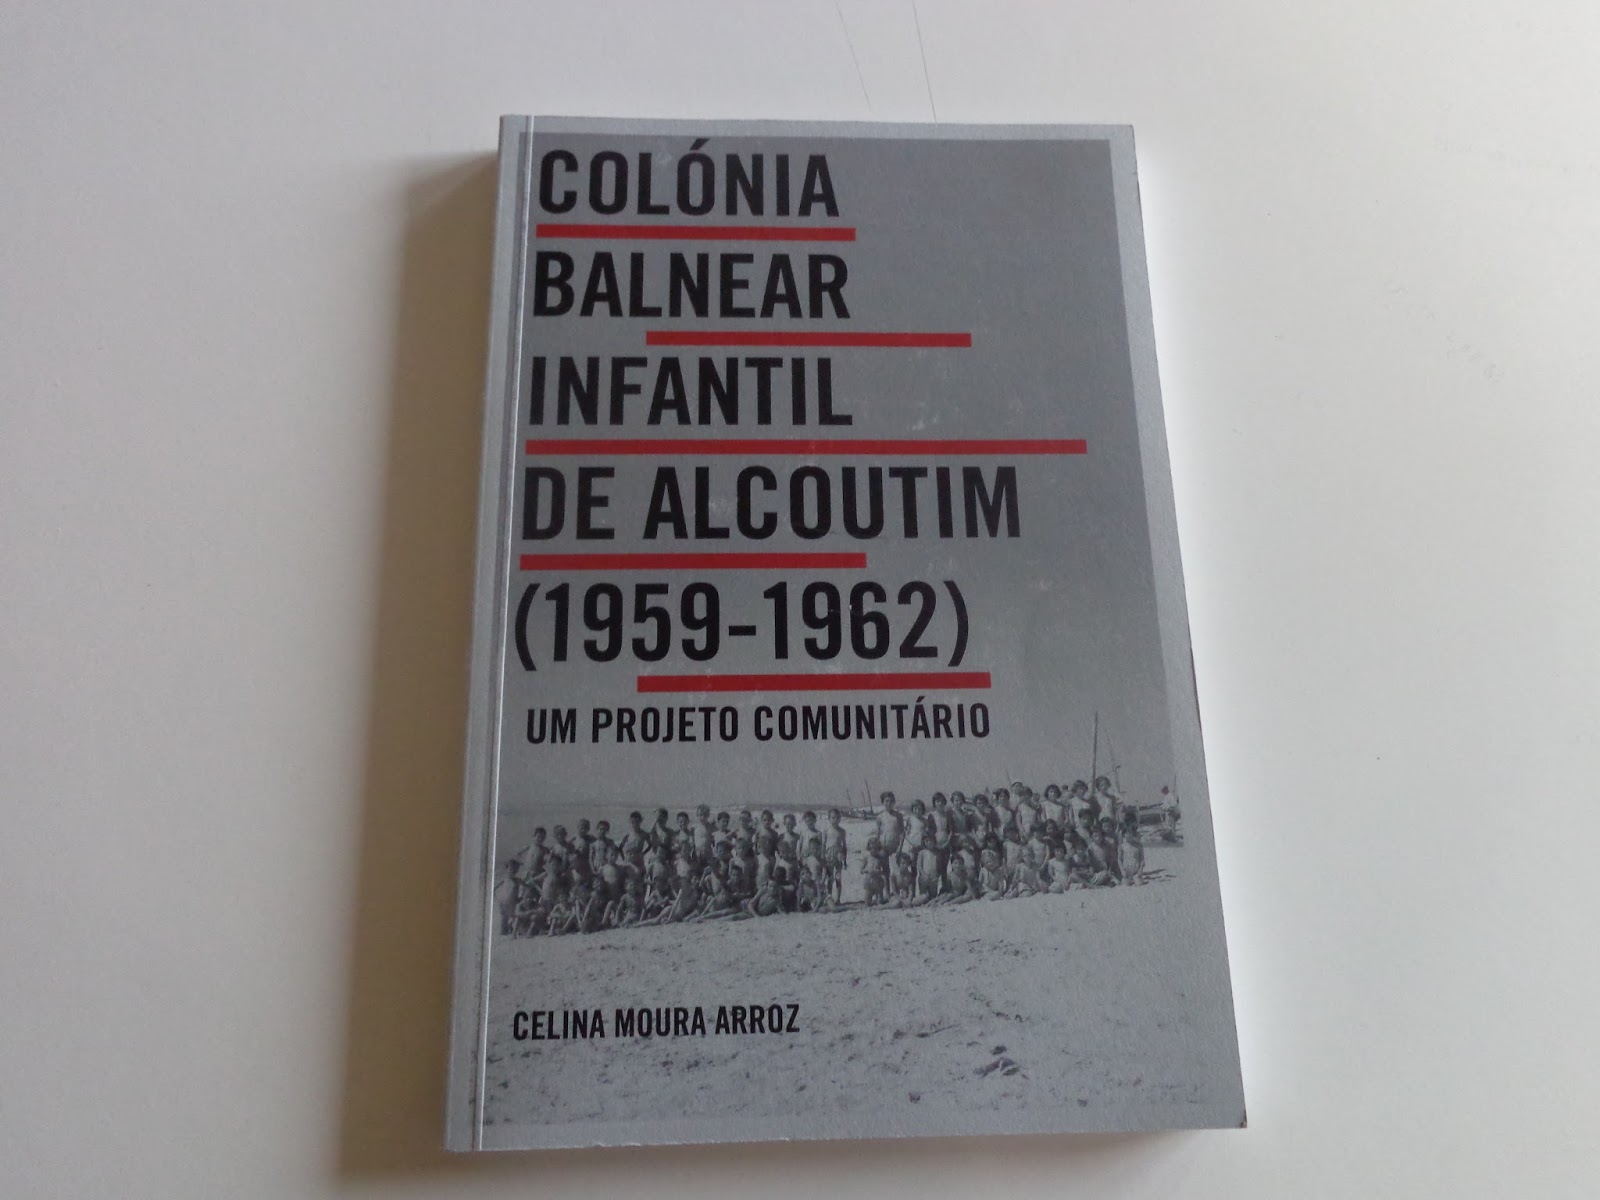 COLÓNIA
BALNEAR
INFANTIL
DE ALCOUTIM
(1959-1962)
UM PROJETO COMUNITÁRIO
CELINA MOURA ARROZ